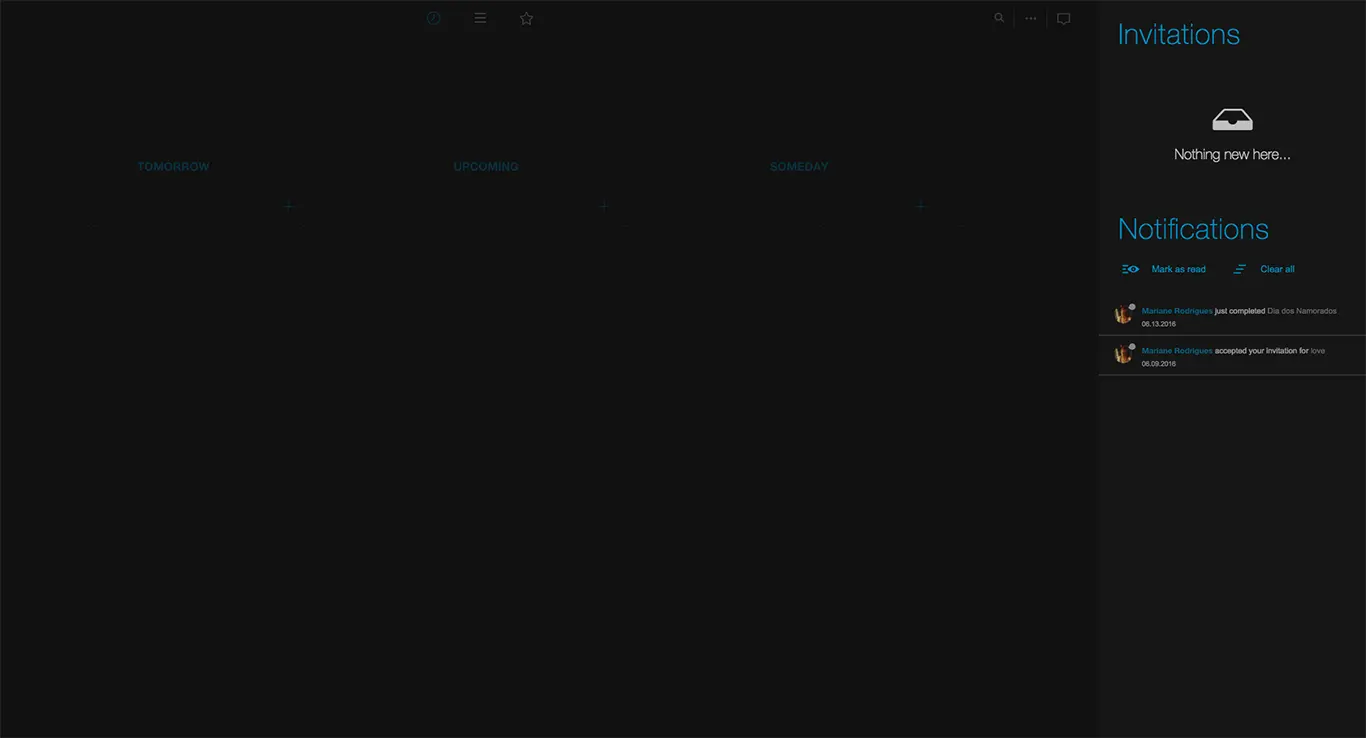 Invitations
Nothing new here...
TOMORROW
UPCOMING
SOMEDAY
Notifications
Mark as read
Clear all
Mariane Rodrigues just completed Dia dos Namorados
06.13.2016
Mariane Rodrigues accepted your invitation for love
06.09.2016